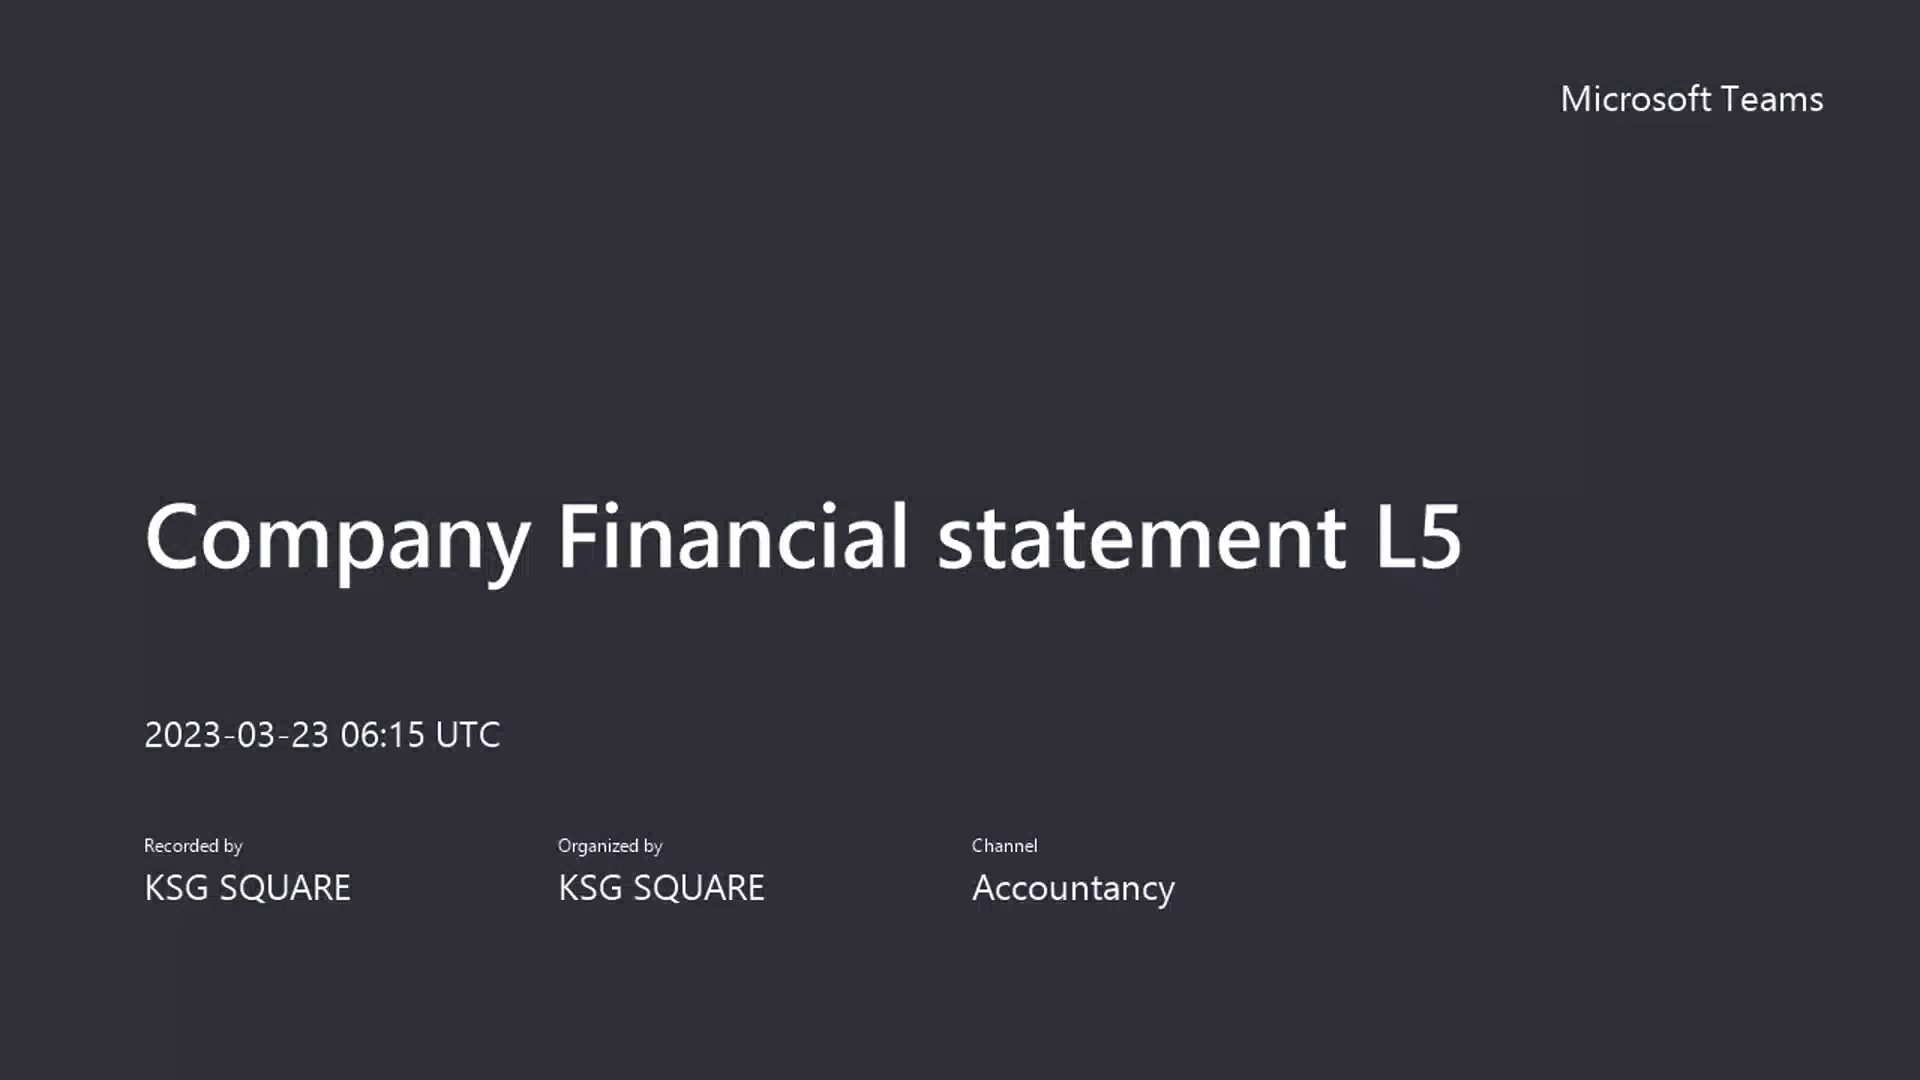 Microsoft Teams
Company Financial statement L5
2023-03-23 06:15 UTC
Recorded by
KSG SQUARE
Organized by
KSG SQUARE
Channel
Accountancy